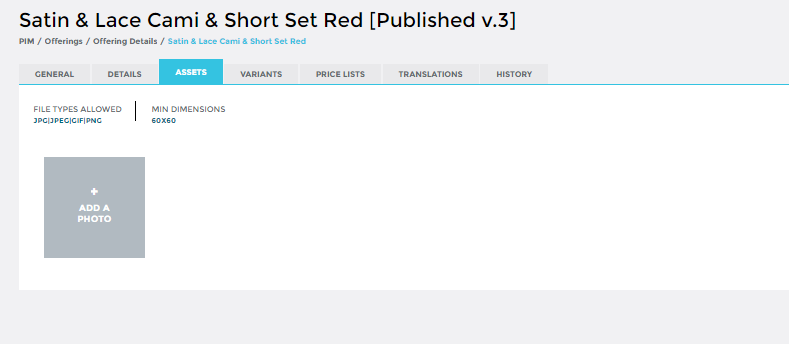 Satin & Lace Cami & Short Set Red [Published v.3]
PIM / Offerings / Offering Details / Satin & Lace Cami & Short Set Red
GENERAL DETAILS ASSETS VARIANTS PRICE LISTS TRANSLATIONS HISTORY
FILE TYPES ALLOWED MIN DIMENSIONS
JPG|JPEG|GIF|PNG 60X60
+
ADD A
PHOTO